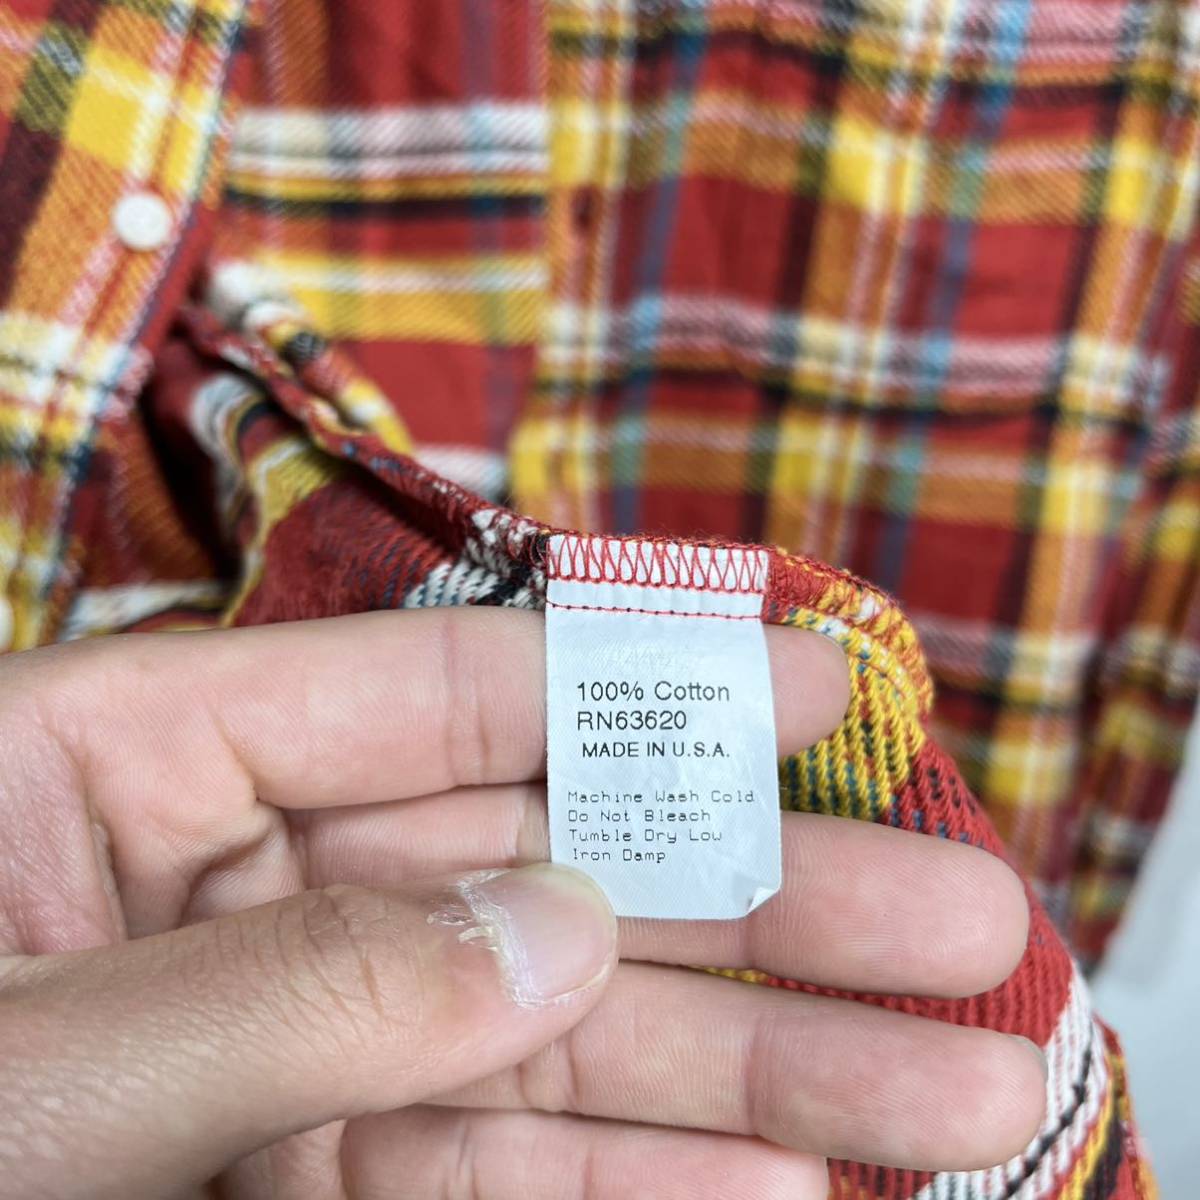 100% Cotton
RN63620
MADE IN U.S.A.
Machine Wash Cold
Do Not Bleach
Tumble Dry Low
Iron Damp